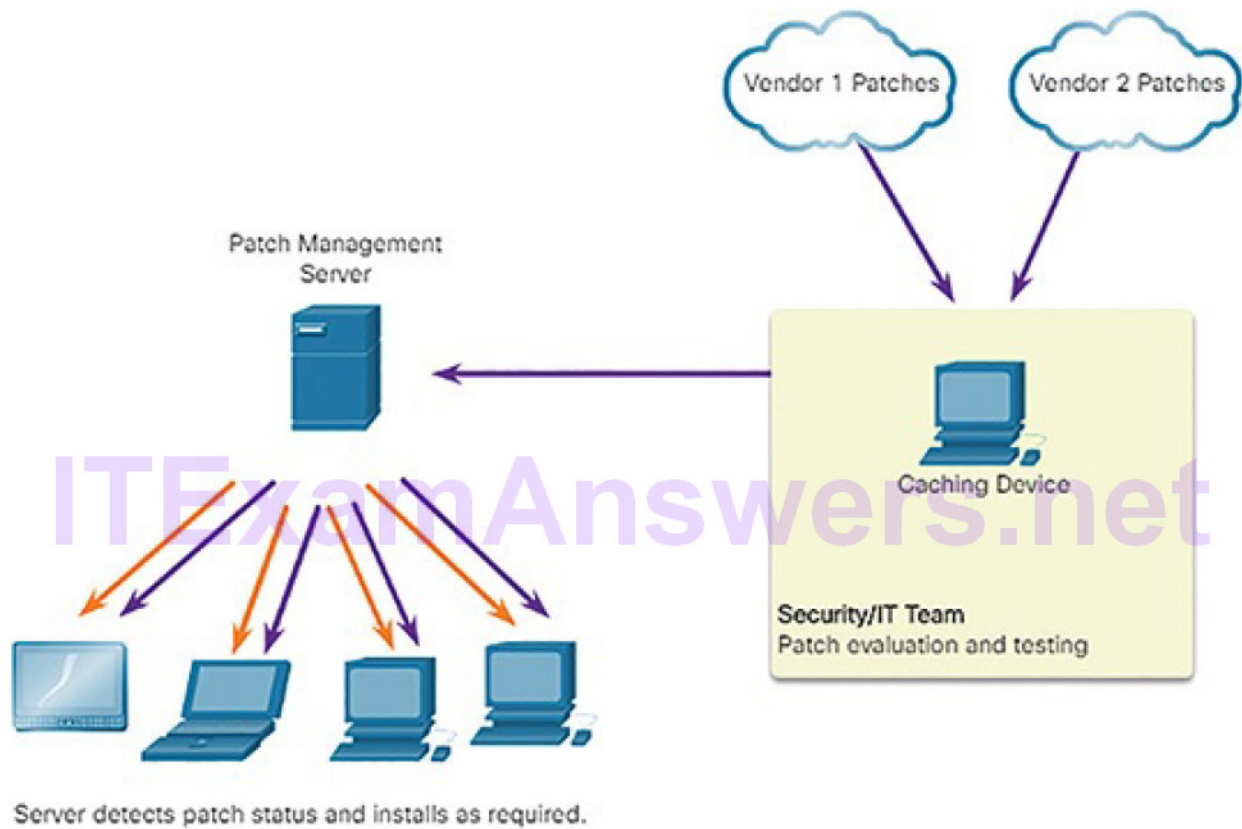 Vendor 1 Patches
Vendor 2 Patches
Patch Management
Server
Caching Device
ITExamAnswers.net
Security/IT Team
Patch evaluation and testing
Server detects patch status and installs as required.